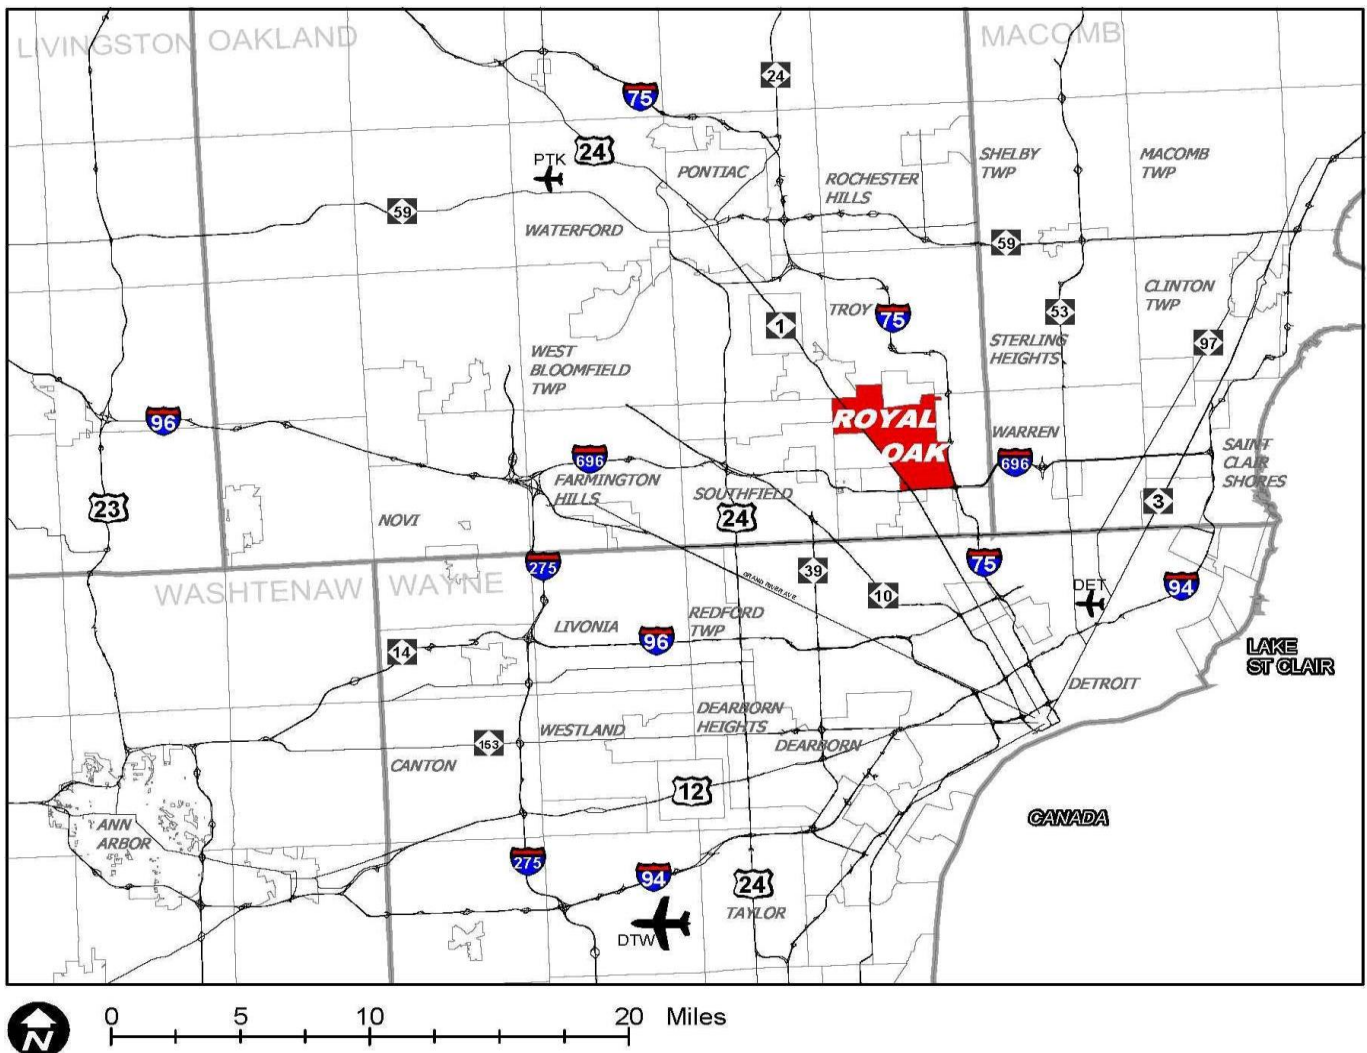 LIVINGSTON
OAKLAND
MACOMB
75
24
24
PTK
59
PONTIAC
ROCHESTER
HILLS
SHELBY
TWP
MACOMB
TWP
WATERFORD
59
CLINTON
TWP
1
TROY
75
53
STERLING
HEIGHTS
97
WEST
BLOOMFIELD
TWP
96
ROYAL
OAK
WARREN
696
696
SAINT
CLAIR
SHORES
FARMINGTON
HILLS
SOUTHFIELD
3
23
NOVI
24
275
39
75
WASHTENAW
WAYNE
GRAND RIVER AVE
10
DET
94
LIVONIA
REDFORD
TWP
96
14
LAKE
ST CLAIR
DETROIT
DEARBORN
HEIGHTS
WESTLAND
153
DEARBORN
CANTON
12
CANADA
ANN
ARBOR
275
94
24
TAYLOR
DTW
N
0 5 10 20 Miles